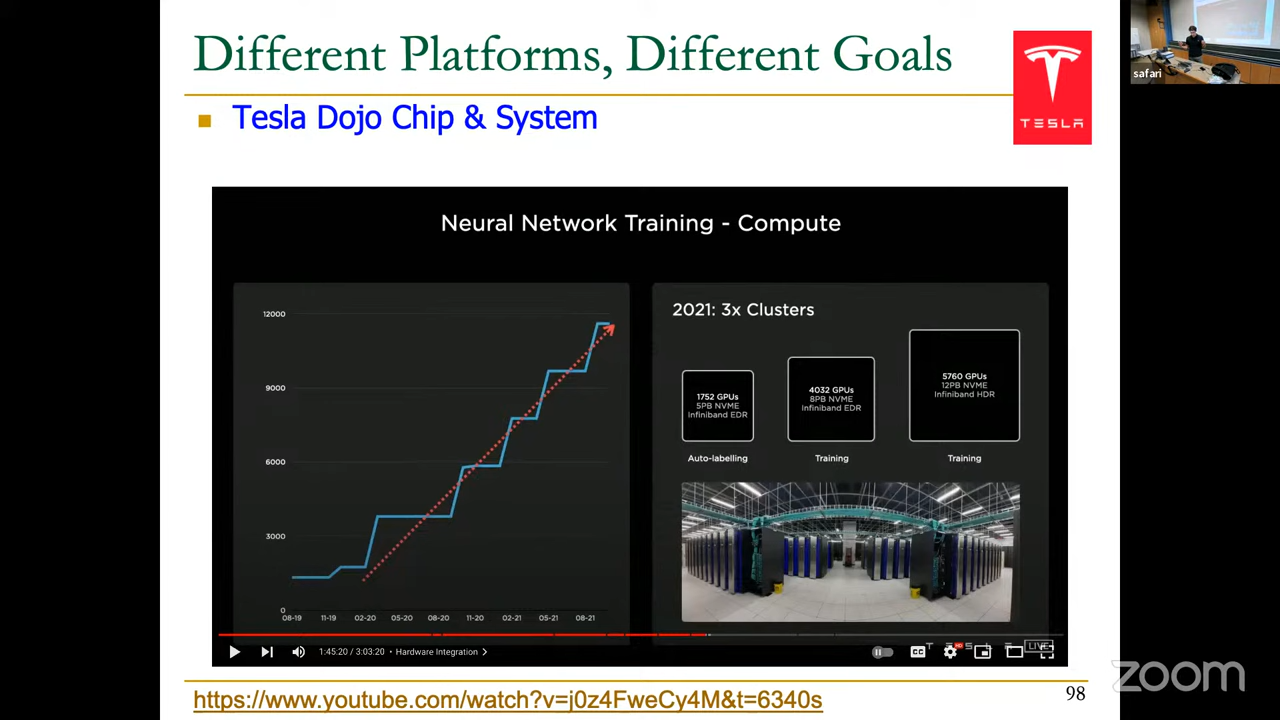 Different Platforms, Different Goals
TESLA
safari
Tesla Dojo Chip & System
Neural Network Training - Compute
12000
9000
6000
3000
0
08-19 11-19 02-20 05-20 08-20 11-20 02-21 05-21 08-21
2021: 3x Clusters
1752 GPUs
5PB NVME
Infiniband EDR
Auto-labelling
4032 GPUs
8PB NVME
Infiniband EDR
Training
5760 GPUs
12PB NVME
Infiniband HDR
Training
1:45:20 / 3:03:20 • Hardware Integration >
CC
HD
LIVE
https://www.youtube.com/watch?v=j0z4FweCy4M&t=6340s
98
zoom